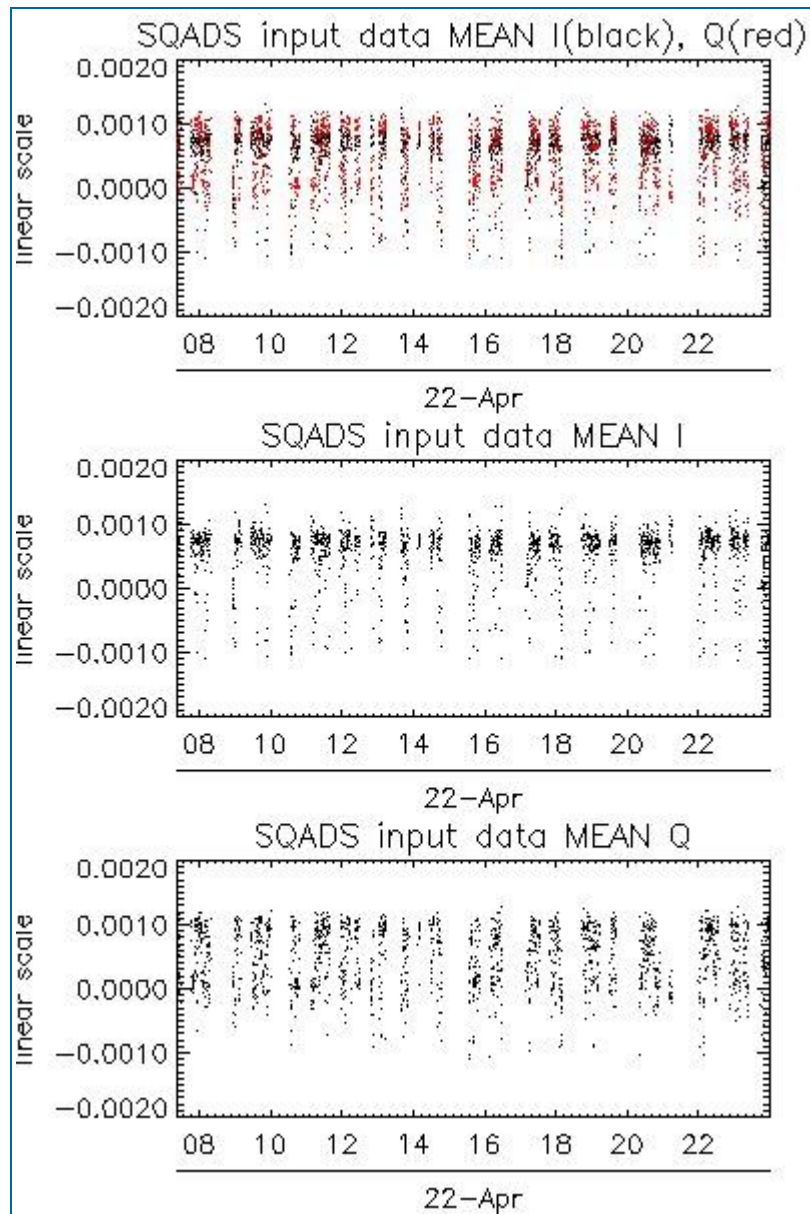 SQADS input data MEAN I(black), Q(red)
0.0020
0.0010
0.0000
−0.0010
−0.0020
linear scale
08 10 12 14 16 18 20 22
22−Apr
SQADS input data MEAN I
0.0020
0.0010
0.0000
−0.0010
−0.0020
linear scale
08 10 12 14 16 18 20 22
22−Apr
SQADS input data MEAN Q
0.0020
0.0010
0.0000
−0.0010
−0.0020
linear scale
08 10 12 14 16 18 20 22
22−Apr